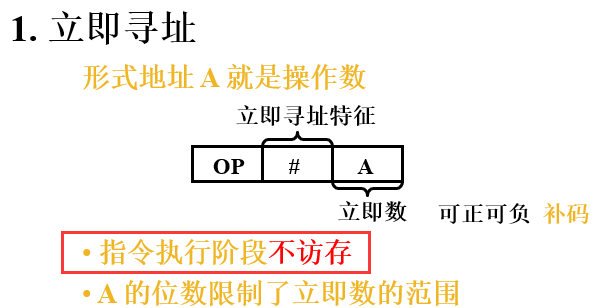 1. 立即寻址
形式地址 A 就是操作数
立即寻址特征
OP # A
立即数 可正可负 补码
• 指令执行阶段不访存
• A 的位数限制了立即数的范围